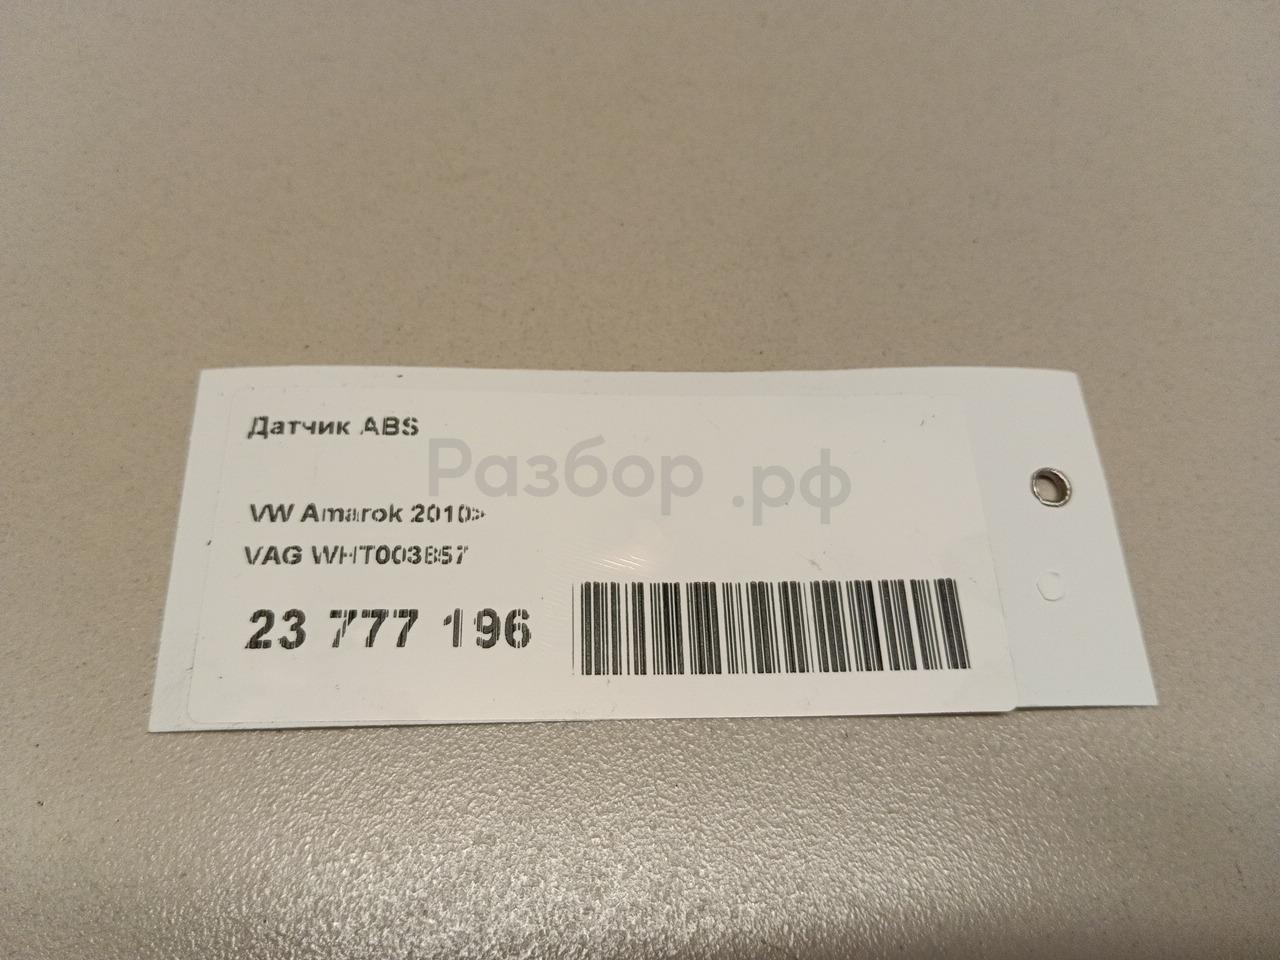 Датчик ABS
Разбор.рф
VW Amarok 2010>
VAG WHT003857
23 777 196